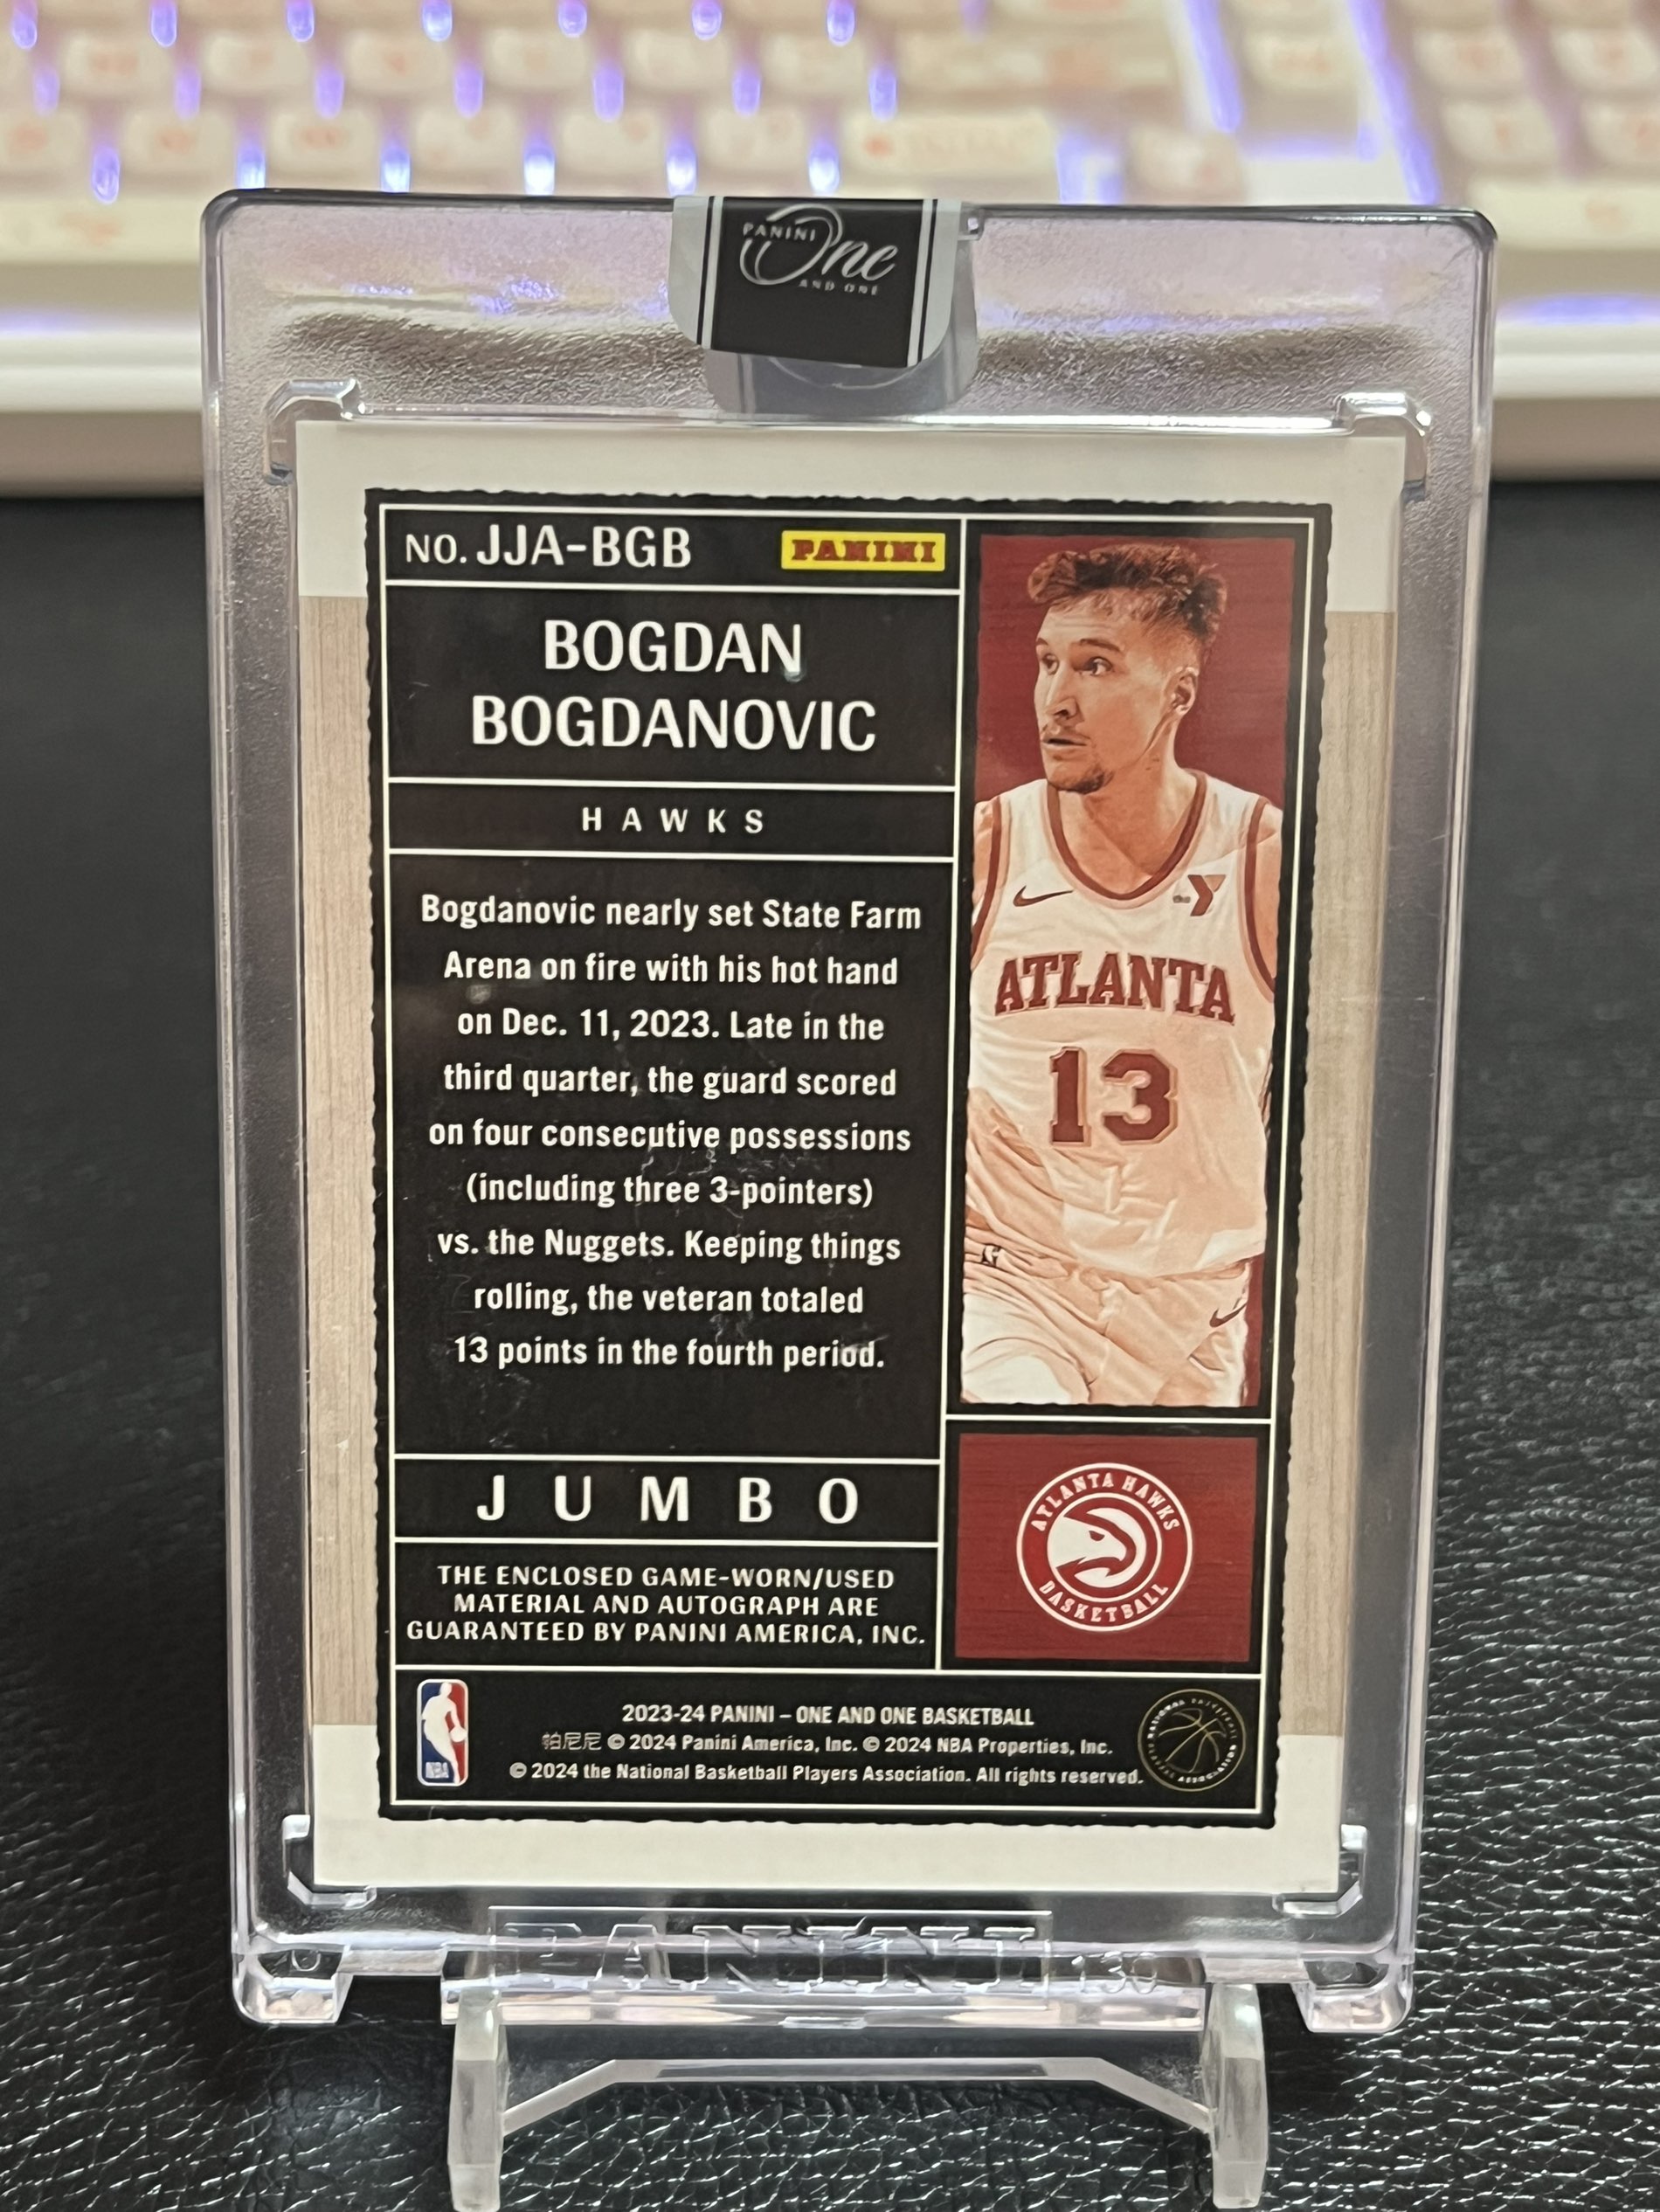 PANINI
One
AND ONE
NO. JJA-BGB
PANINI
BOGDAN
BOGDANOVIC
HAWKS
Bogdanovic nearly set State Farm
Arena on fire with his hot hand
on Dec. 11, 2023. Late in the
third quarter, the guard scored
on four consecutive possessions
(including three 3-pointers)
vs. the Nuggets. Keeping things
rolling, the veteran totaled
13 points in the fourth period.
the Y
ATLANTA
13
JUMBO
ATLANTA HAWKS
BASKETBALL
THE ENCLOSED GAME-WORN/USED
MATERIAL AND AUTOGRAPH ARE
GUARANTEED BY PANINI AMERICA, INC.
NBA
2023-24 PANINI – ONE AND ONE BASKETBALL
帕尼尼 © 2024 Panini America, Inc. © 2024 NBA Properties, Inc.
© 2024 the National Basketball Players Association. All rights reserved.
PANINI 130